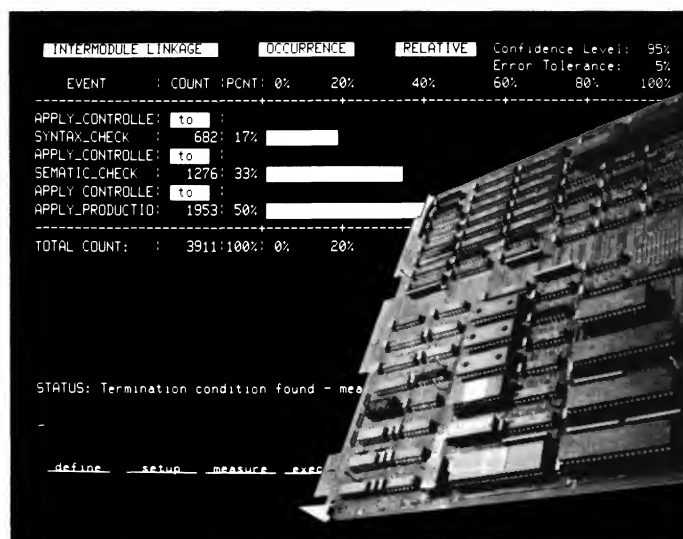 INTERMODULE LINKAGE OCCURRENCE RELATIVE Confidence Level: 95%
Error Tolerance: 5%
EVENT : COUNT :PCNT: 0% 20% 40% 60% 80% 100%
APPLY_CONTROLLE: to :
SYNTAX_CHECK : 682: 17%
APPLY_CONTROLLE: to :
SEMATIC_CHECK : 1276: 33%
APPLY CONTROLLE: to :
APPLY_PRODUCTIO: 1953: 50%
TOTAL COUNT: : 3911:100%: 0% 20%
STATUS: Termination condition found - mea
define setup measure exec